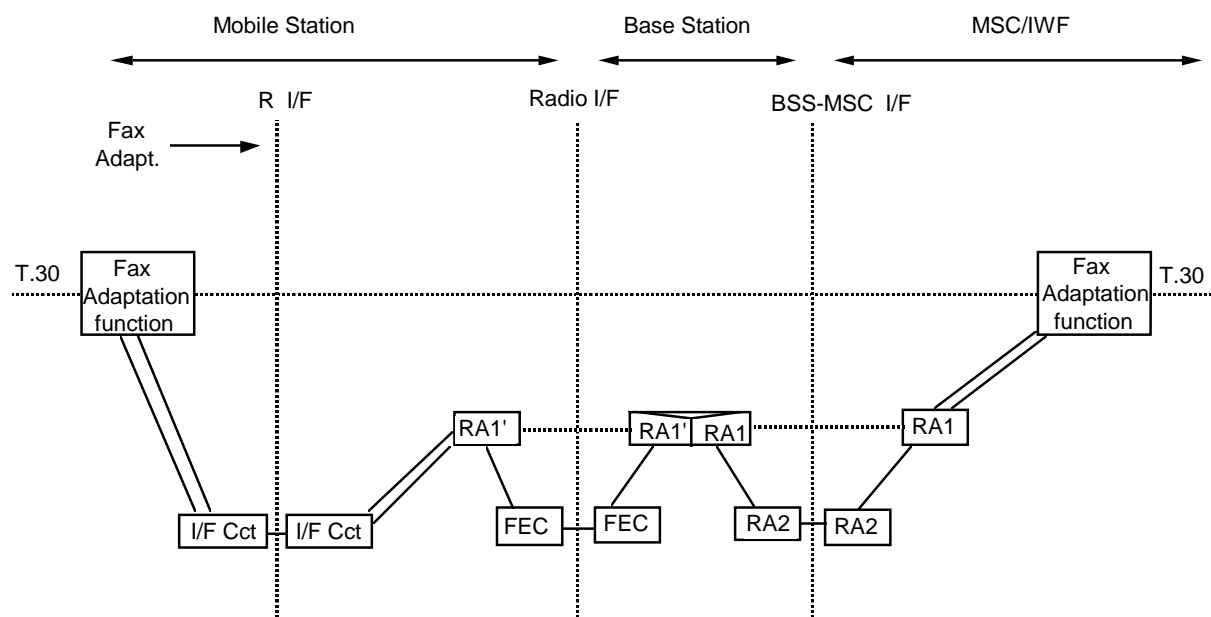 Mobile Station
Base Station
MSC/IWF
R I/F
Radio I/F
BSS-MSC I/F
Fax
Adapt.
T.30
Fax
Adaptation
function
Fax
Adaptation
function
T.30
RA1'
RA1'
RA1
RA1
I/F Cct
I/F Cct
FEC
FEC
RA2
RA2